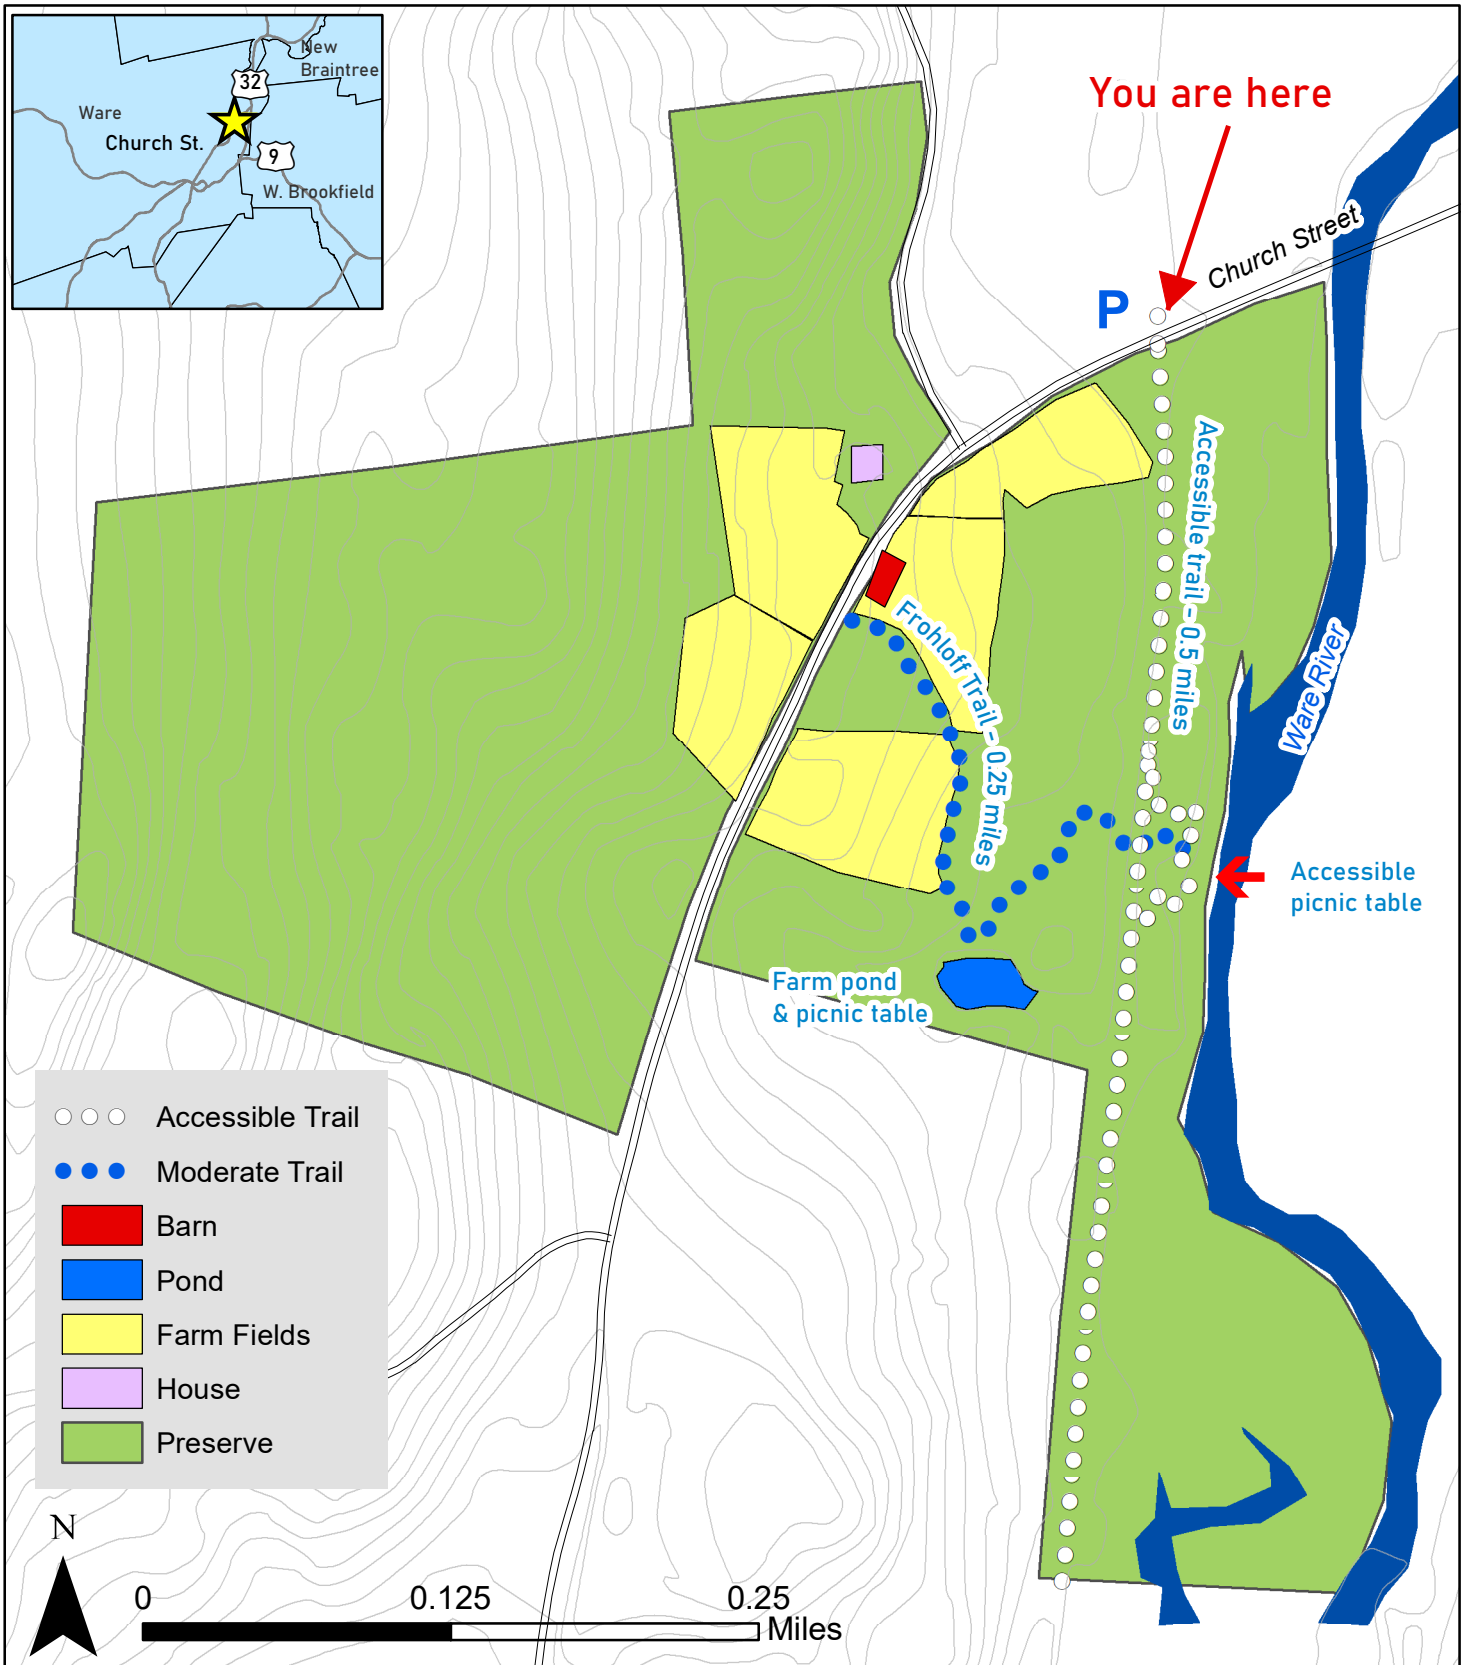 New
Braintree
32
Ware
Church St.
9
W. Brookfield
You are here
P
Church Street
Accessible trail - 0.5 miles
Frohloff Trail - 0.25 miles
Ware River
Accessible
picnic table
Farm pond
& picnic table
Accessible Trail
Moderate Trail
Barn
Pond
Farm Fields
House
Preserve
N
0
0.125
0.25
Miles